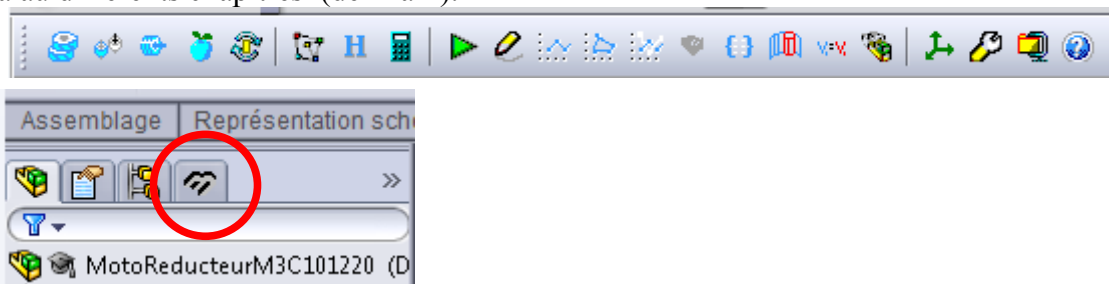 H
{} V=V
Assemblage Représentation sch
»
MotoReducteurM3C101220 (D